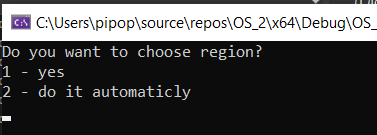 C:\Users\pipop\source\repos\OS_2\x64\Debug\OS_
Do you want to choose region?
1 - yes
2 - do it automaticly